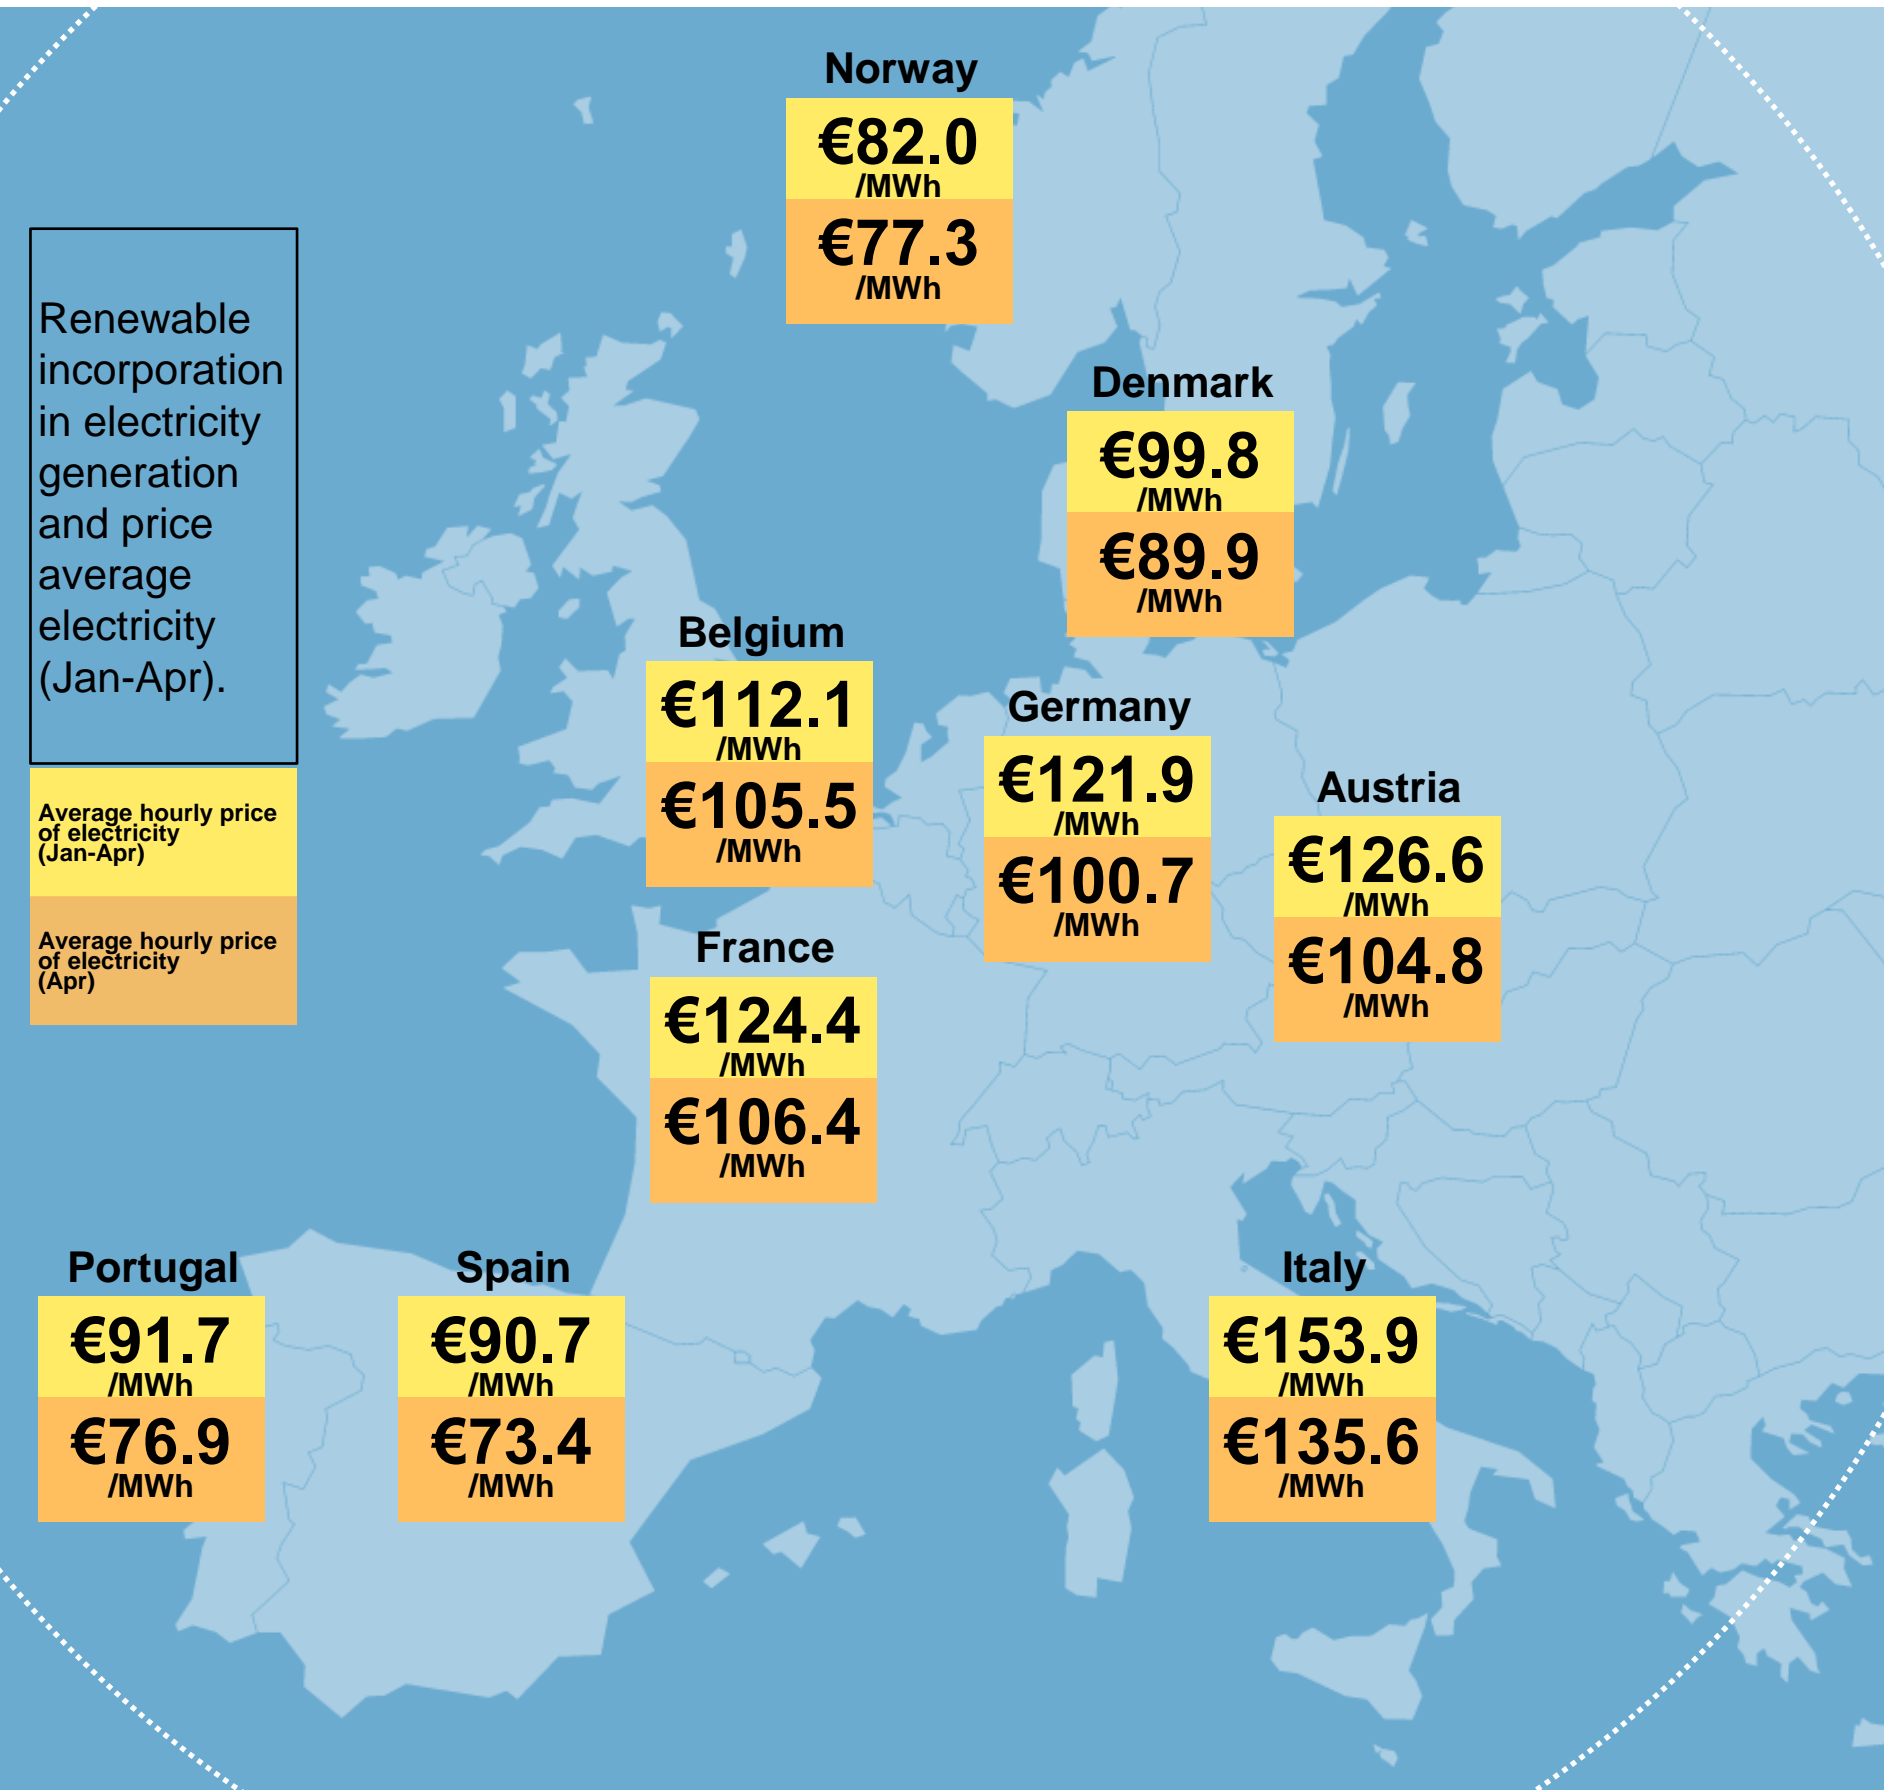 Norway
€82.0
/MWh
€77.3
/MWh
Renewable
incorporation
in electricity
generation
and price
average
electricity
(Jan-Apr).
Average hourly price
of electricity
(Jan-Apr)
Average hourly price
of electricity
(Apr)
Denmark
€99.8
/MWh
€89.9
/MWh
Belgium
€112.1
/MWh
€105.5
/MWh
Germany
€121.9
/MWh
€100.7
/MWh
Austria
€126.6
/MWh
€104.8
/MWh
France
€124.4
/MWh
€106.4
/MWh
Portugal
€91.7
/MWh
€76.9
/MWh
Spain
€90.7
/MWh
€73.4
/MWh
Italy
€153.9
/MWh
€135.6
/MWh